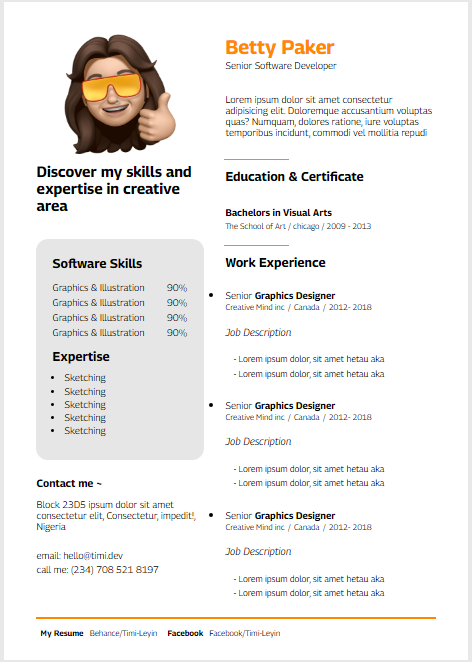 Betty Paker
Senior Software Developer
Lorem ipsum dolor sit amet consectetur
adipisicing elit. Doloremque accusantium voluptas
quas? Numquam, dolores ratione, iure voluptas
temporibus incidunt, commodi vel mollitia repudi
Discover my skills and
expertise in creative
area
Software Skills
Graphics & Illustration 90%
Graphics & Illustration 90%
Graphics & Illustration 90%
Graphics & Illustration 90%
Expertise
• Sketching
• Sketching
• Sketching
• Sketching
• Sketching
Contact me ~
Block 23D5 ipsum dolor sit amet
consectetur elit, Consectetur, impedit!,
Nigeria
email: hello@timi.dev
call me: (234) 708 521 8197
Education & Certificate
Bachelors in Visual Arts
The School of Art / chicago / 2009 - 2013
Work Experience
• Senior Graphics Designer
Creative Mind inc / Canada / 2012- 2018
Job Description
- Lorem ipsum dolor, sit amet hetau aka
- Lorem ipsum dolor, sit amet hetau aka
• Senior Graphics Designer
Creative Mind inc / Canada / 2012- 2018
Job Description
- Lorem ipsum dolor, sit amet hetau aka
- Lorem ipsum dolor, sit amet hetau aka
• Senior Graphics Designer
Creative Mind inc / Canada / 2012- 2018
Job Description
- Lorem ipsum dolor, sit amet hetau aka
- Lorem ipsum dolor, sit amet hetau aka
My Resume Behance/Timi-Leyin Facebook Facebook/Timi-Leyin